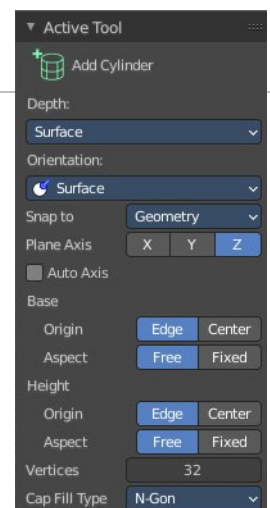 Active Tool
Add Cylinder
Depth:
Surface
Orientation:
Surface
Snap to Geometry
Plane Axis X Y Z
Auto Axis
Base
Origin Edge Center
Aspect Free Fixed
Height
Origin Edge Center
Aspect Free Fixed
Vertices 32
Cap Fill Type N-Gon